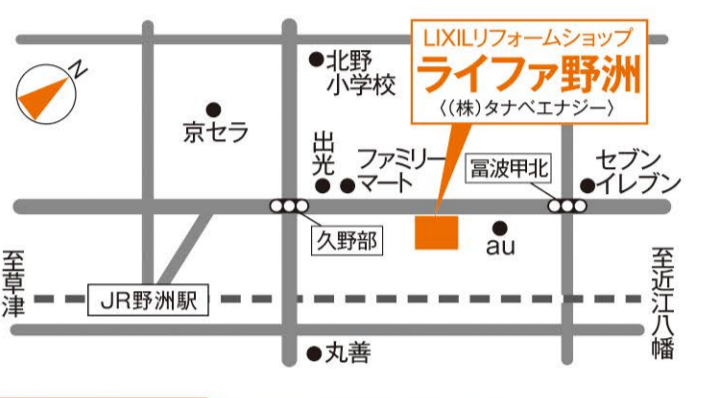 LIXILリフォームショップ
ライファ野洲
〈(株)タナベエナジー〉
N
北野
小学校
京セラ
出光
ファミリー
マート
冨波甲北
セブン
イレブン
久野部
au
至草津
JR野洲駅
至近江八幡
丸善